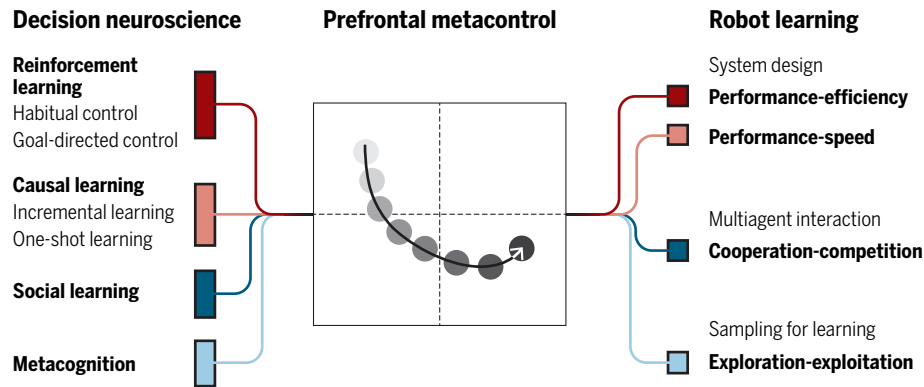 Decision neuroscience
Prefrontal metacontrol
Robot learning
Reinforcement
learning
Habitual control
Goal-directed control
Causal learning
Incremental learning
One-shot learning
Social learning
Metacognition
System design
Performance-efficiency
Performance-speed
Multiagent interaction
Cooperation-competition
Sampling for learning
Exploration-exploitation